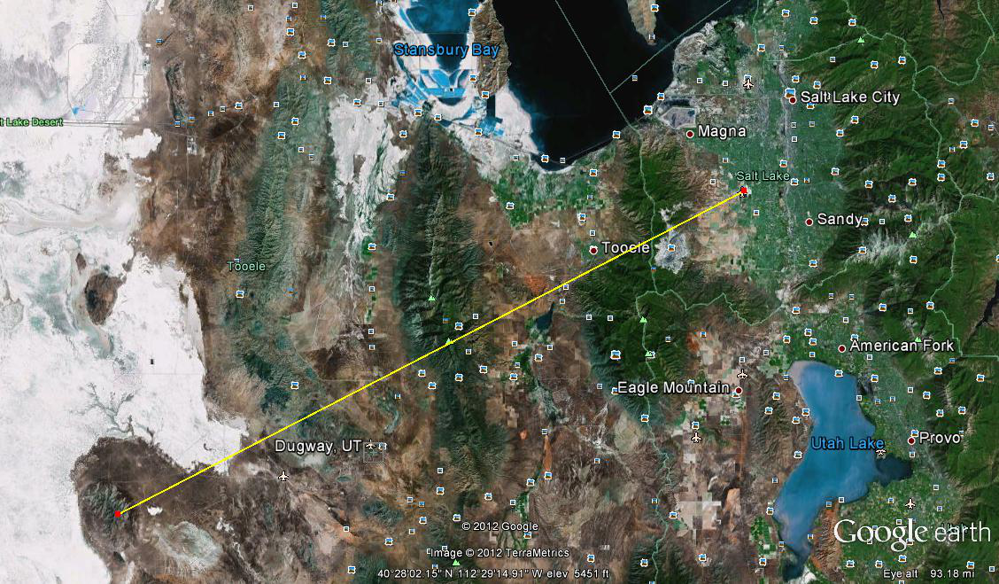 Stansbury Bay
Salt Lake City
t Lake Desert
Magna
Salt Lake
Sandy
Tooele
Tooele
American Fork
Eagle Mountain
Provo
Utah Lake
Dugway, UT
© 2012 Google
Image © 2012 TerraMetrics
Google earth
40°28'02.15" N 112°29'14.91" W elev 5451 ft
Eye alt 93.18 mi